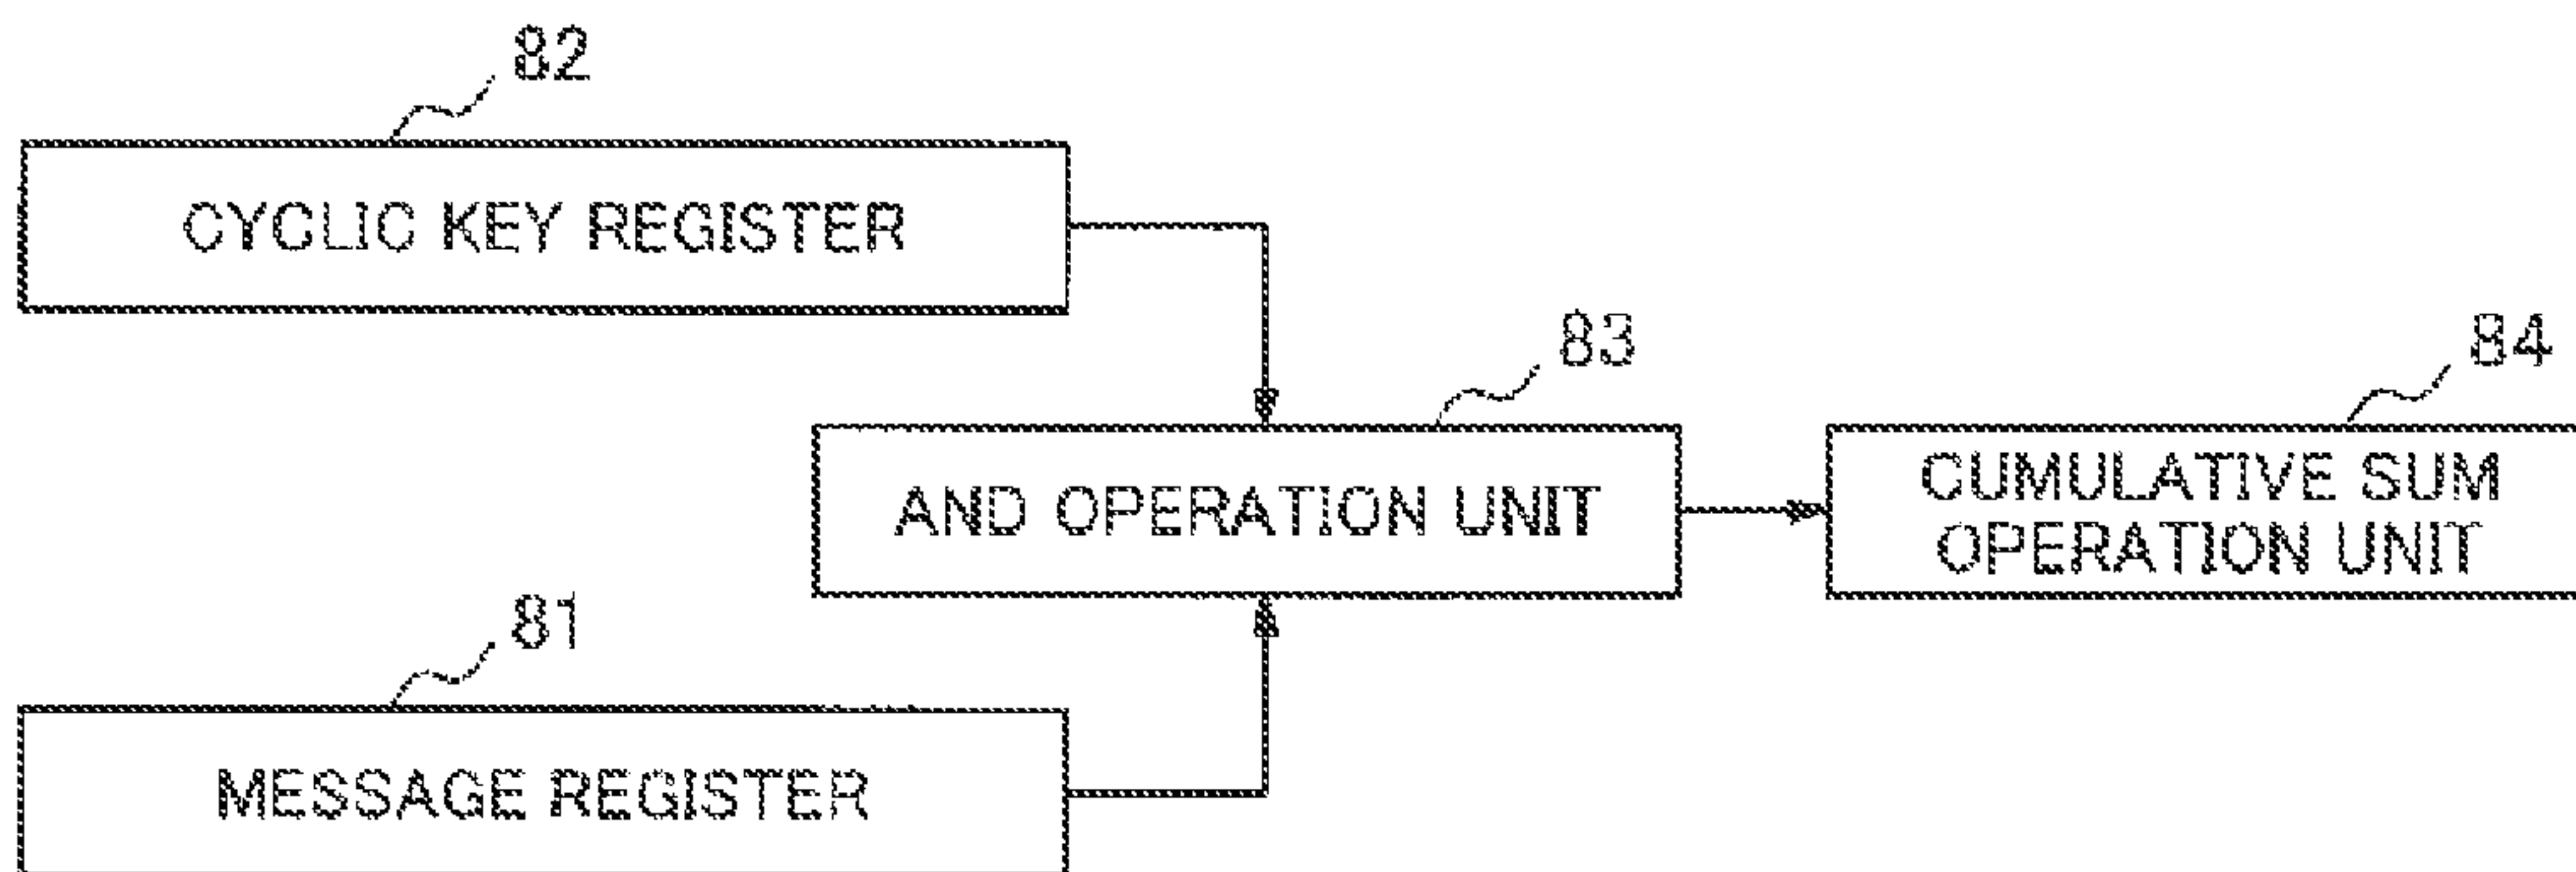 82
CYCLIC KEY REGISTER
83
84
AND OPERATION UNIT
CUMULATIVE SUM
OPERATION UNIT
81
MESSAGE REGISTER